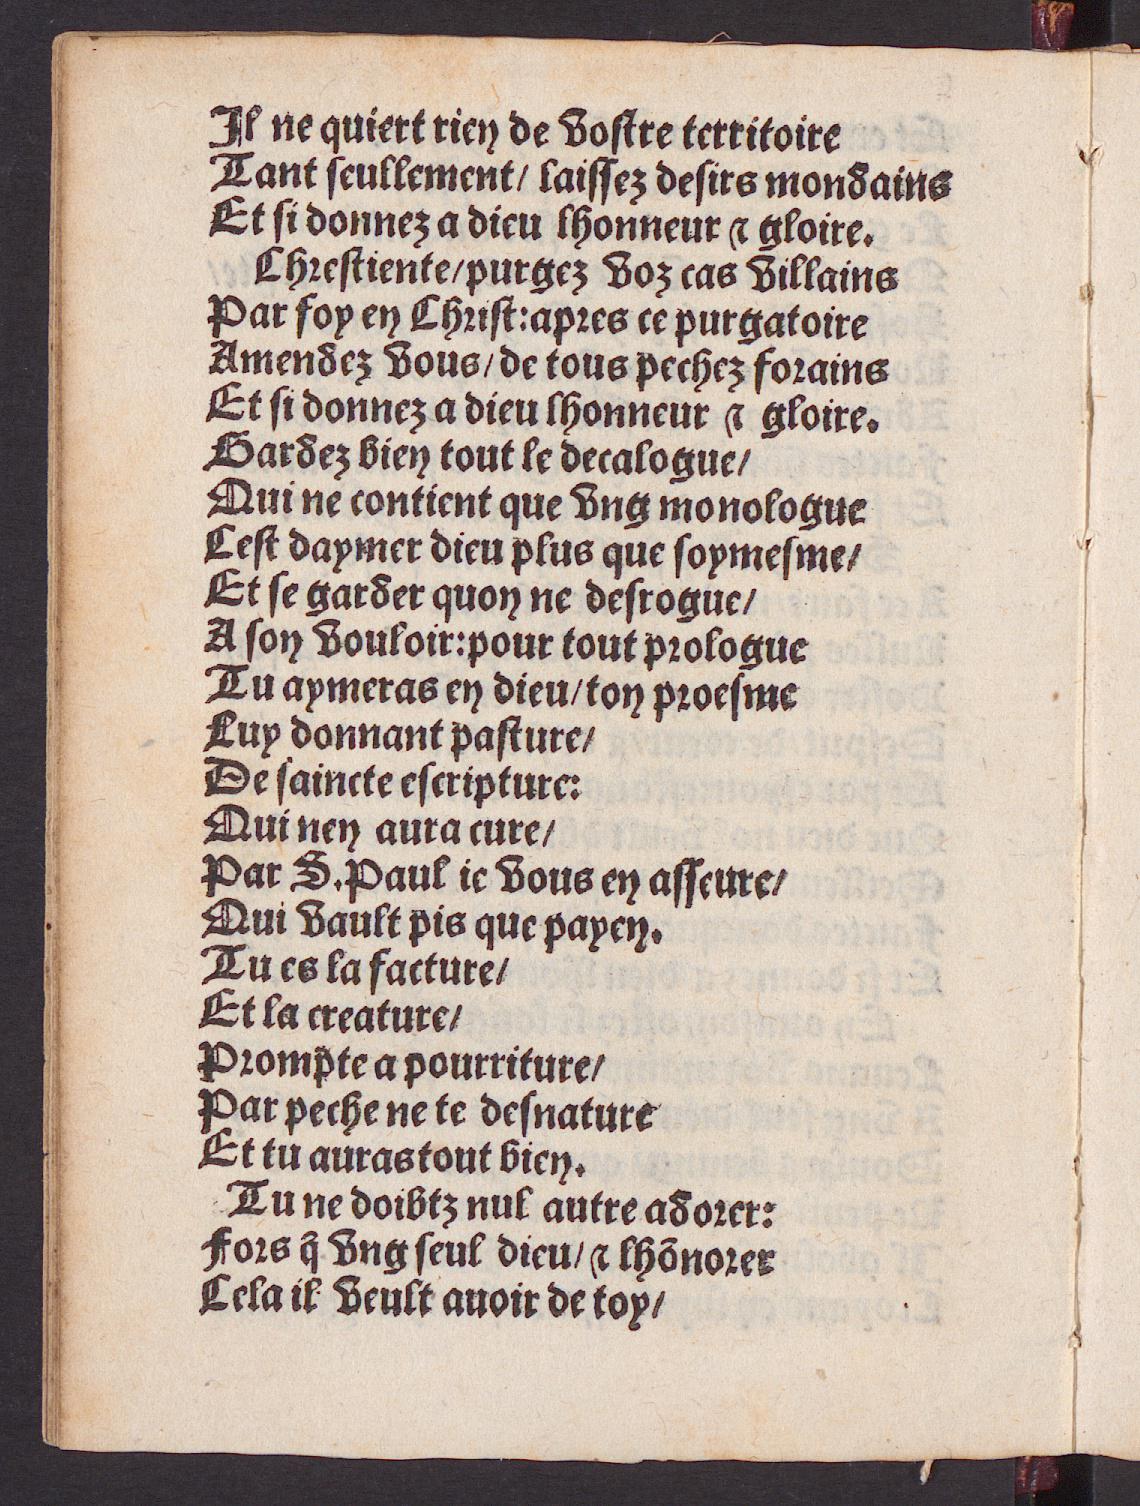 Il ne quiert rien de vostre territoire
Tant seullement/ laissez desirs mondains
Et si donnez a dieu lhonneur ⁊ gloire.
Chrestiente/purgez voz cas villains
Par foy en Christ:apres ce purgatoire
Amendez vous/de tous pechez forains
Et si donnez a dieu lhonneur ⁊ gloire.
Gardez bien tout le decalogue/
Qui ne contient que vng monologue
Cest daymer dieu plus que soymesme/
Et se garder quon ne desrogue/
A son vouloir:pour tout prologue
Tu aymeras en dieu/ton proesme
Luy donnant pasture/
De saincte escripture:
Qui nen aura cure/
Par S.Paul ie vous en asseure/
Qui vault pis que payen.
Tu es la facture/
Et la creature/
Prompte a pourriture/
Par peche ne te desnature
Et tu auras tout bien.
Tu ne doibtz nul autre adorer:
Fors q̃ vng seul dieu/⁊ lhõnorer
Cela il veult auoir de toy/